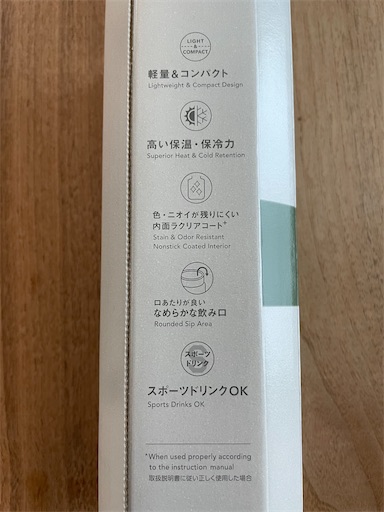 LIGHT
&
COMPACT
軽量&コンパクト
Lightweight & Compact Design
高い保温・保冷力
Superior Heat & Cold Retention
色・ニオイが残りにくい
内面ラクリアコート+
Stain & Odor Resistant
Nonstick Coated Interior
口あたりが良い
なめらかな飲み口
Rounded Sip Area
スポーツ
ドリンク
スポーツドリンクOK
Sports Drinks OK
+When used properly according
to the instruction manual
取扱説明書に従い正しく使用した場合